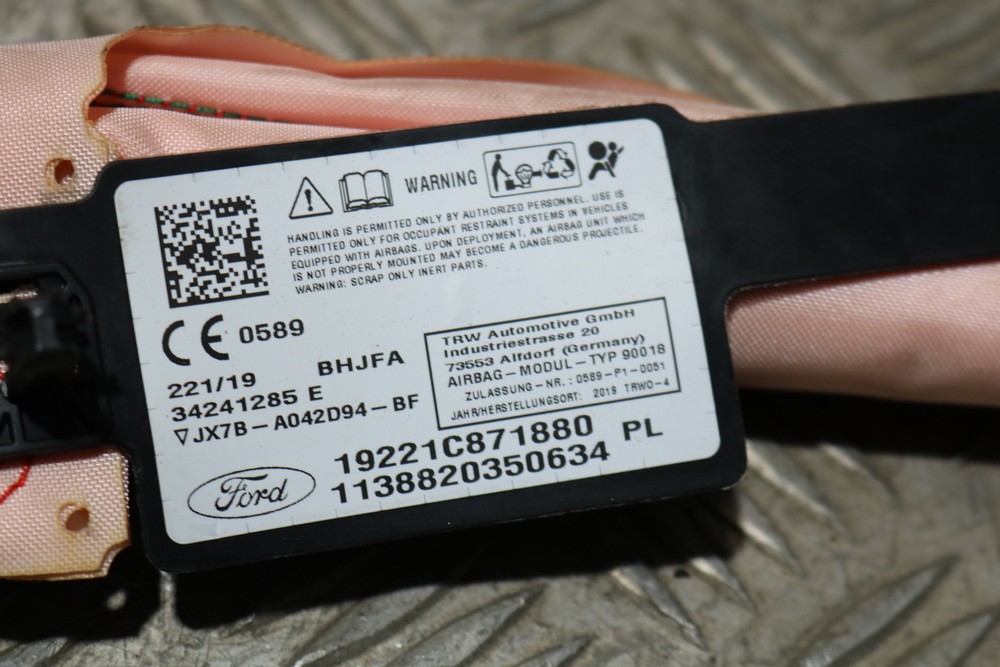 WARNING
HANDLING IS PERMITTED ONLY BY AUTHORIZED PERSONNEL. USE IS
PERMITTED ONLY FOR OCCUPANT RESTRAINT SYSTEMS IN VEHICLES
EQUIPPED WITH AIRBAGS. UPON DEPLOYMENT, AN AIRBAG UNIT WHICH
IS NOT PROPERLY MOUNTED MAY BECOME A DANGEROUS PROJECTILE.
WARNING: SCRAP ONLY INERT PARTS.
CE 0589
BHJFA
221/19
34241285 E
▽JX7B-A042D94-BF
TRW Automotive GmbH
Industriestrasse 20
73553 Alfdorf (Germany)
AIRBAG-MODUL-TYP 90018
ZULASSUNG-NR.: 0589-P1-0051
JAHR/HERSTELLUNGSORT: 2019 TRWO-4
Ford
19221C871880 PL
1138820350634